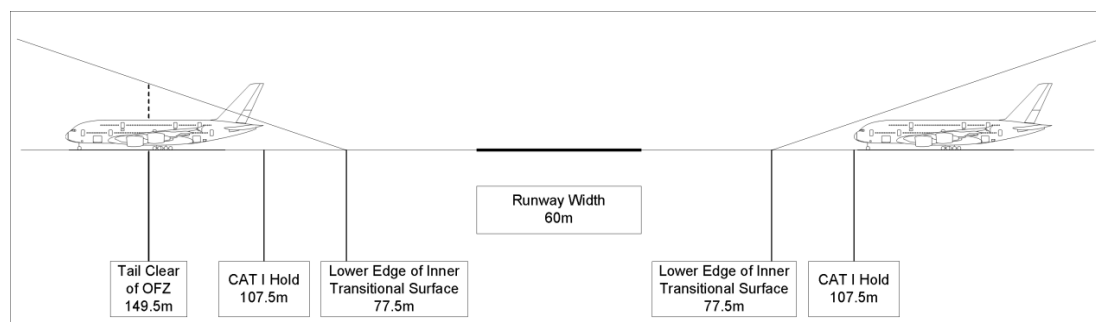 Runway Width
60m
Tail Clear
of OFZ
149.5m
CAT I Hold
107.5m
Lower Edge of Inner
Transitional Surface
77.5m
Lower Edge of Inner
Transitional Surface
77.5m
CAT I Hold
107.5m